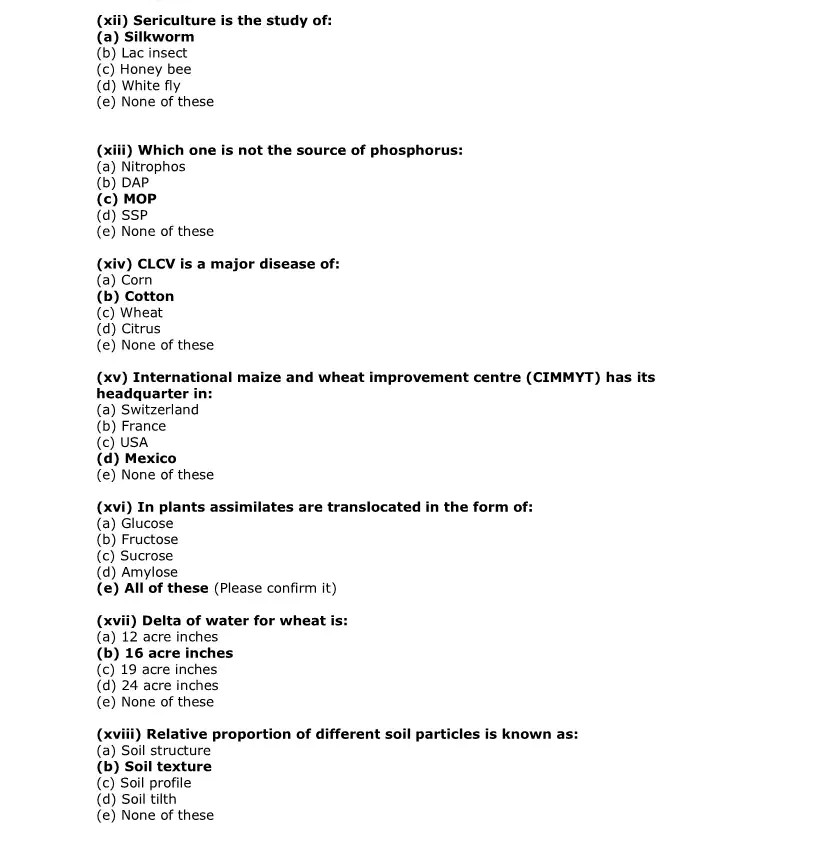 (xii) Sericulture is the study of:
(a) Silkworm
(b) Lac insect
(c) Honey bee
(d) White fly
(e) None of these
(xiii) Which one is not the source of phosphorus:
(a) Nitrophos
(b) DAP
(c) MOP
(d) SSP
(e) None of these
(xiv) CLCV is a major disease of:
(a) Corn
(b) Cotton
(c) Wheat
(d) Citrus
(e) None of these
(xv) International maize and wheat improvement centre (CIMMYT) has its
headquarter in:
(a) Switzerland
(b) France
(c) USA
(d) Mexico
(e) None of these
(xvi) In plants assimilates are translocated in the form of:
(a) Glucose
(b) Fructose
(c) Sucrose
(d) Amylose
(e) All of these (Please confirm it)
(xvii) Delta of water for wheat is:
(a) 12 acre inches
(b) 16 acre inches
(c) 19 acre inches
(d) 24 acre inches
(e) None of these
(xviii) Relative proportion of different soil particles is known as:
(a) Soil structure
(b) Soil texture
(c) Soil profile
(d) Soil tilth
(e) None of these